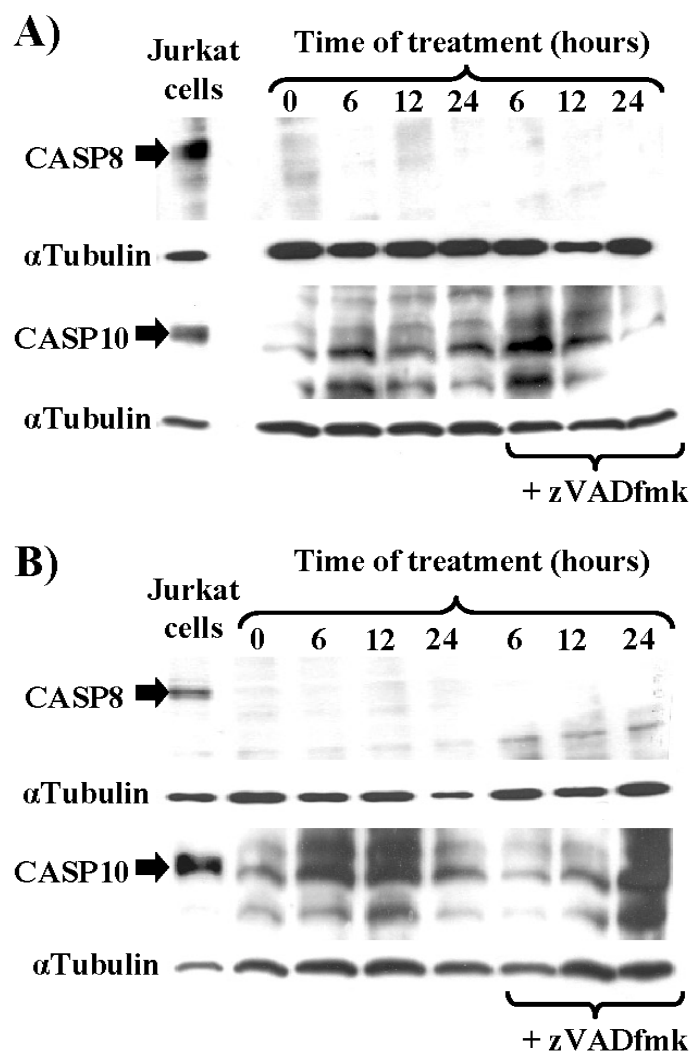 A)
Time of treatment (hours)
Jurkat
cells
0 6 12 24 6 12 24
CASP8
αTubulin
CASP10
αTubulin
+ zVADfmk
B)
Time of treatment (hours)
Jurkat
cells
0 6 12 24 6 12 24
CASP8
αTubulin
CASP10
αTubulin
+ zVADfmk